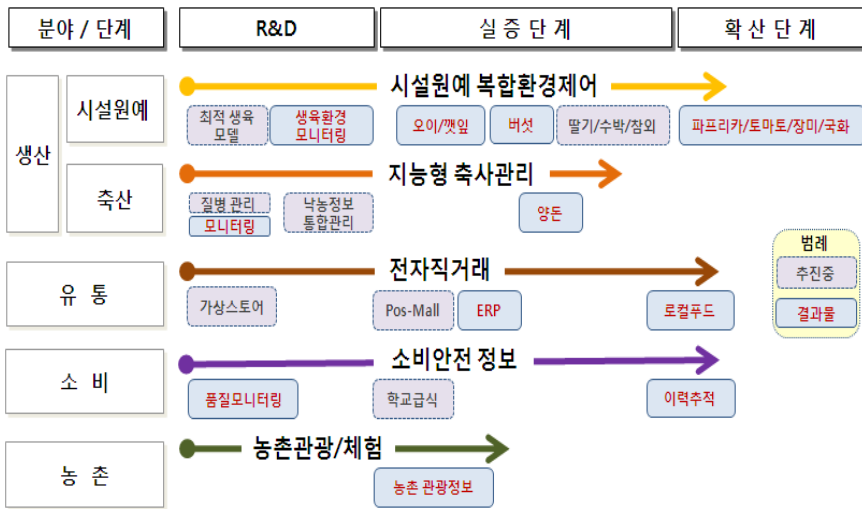 분야 / 단계
R&D
실 증 단 계
확 산 단 계
생산
시설원예
시설원예 복합환경제어
최적 생육
모델
생육환경
모니터링
오이/깻잎
버섯
딸기/수박/참외
파프리카/토마토/장미/국화
축산
지능형 축사관리
질병 관리
모니터링
낙농정보
통합관리
양돈
유 통
전자직거래
가상스토어
Pos-Mall
ERP
로컬푸드
범례
추진중
결과물
소 비
소비안전 정보
품질모니터링
학교급식
이력추적
농 촌
농촌관광/체험
농촌 관광정보